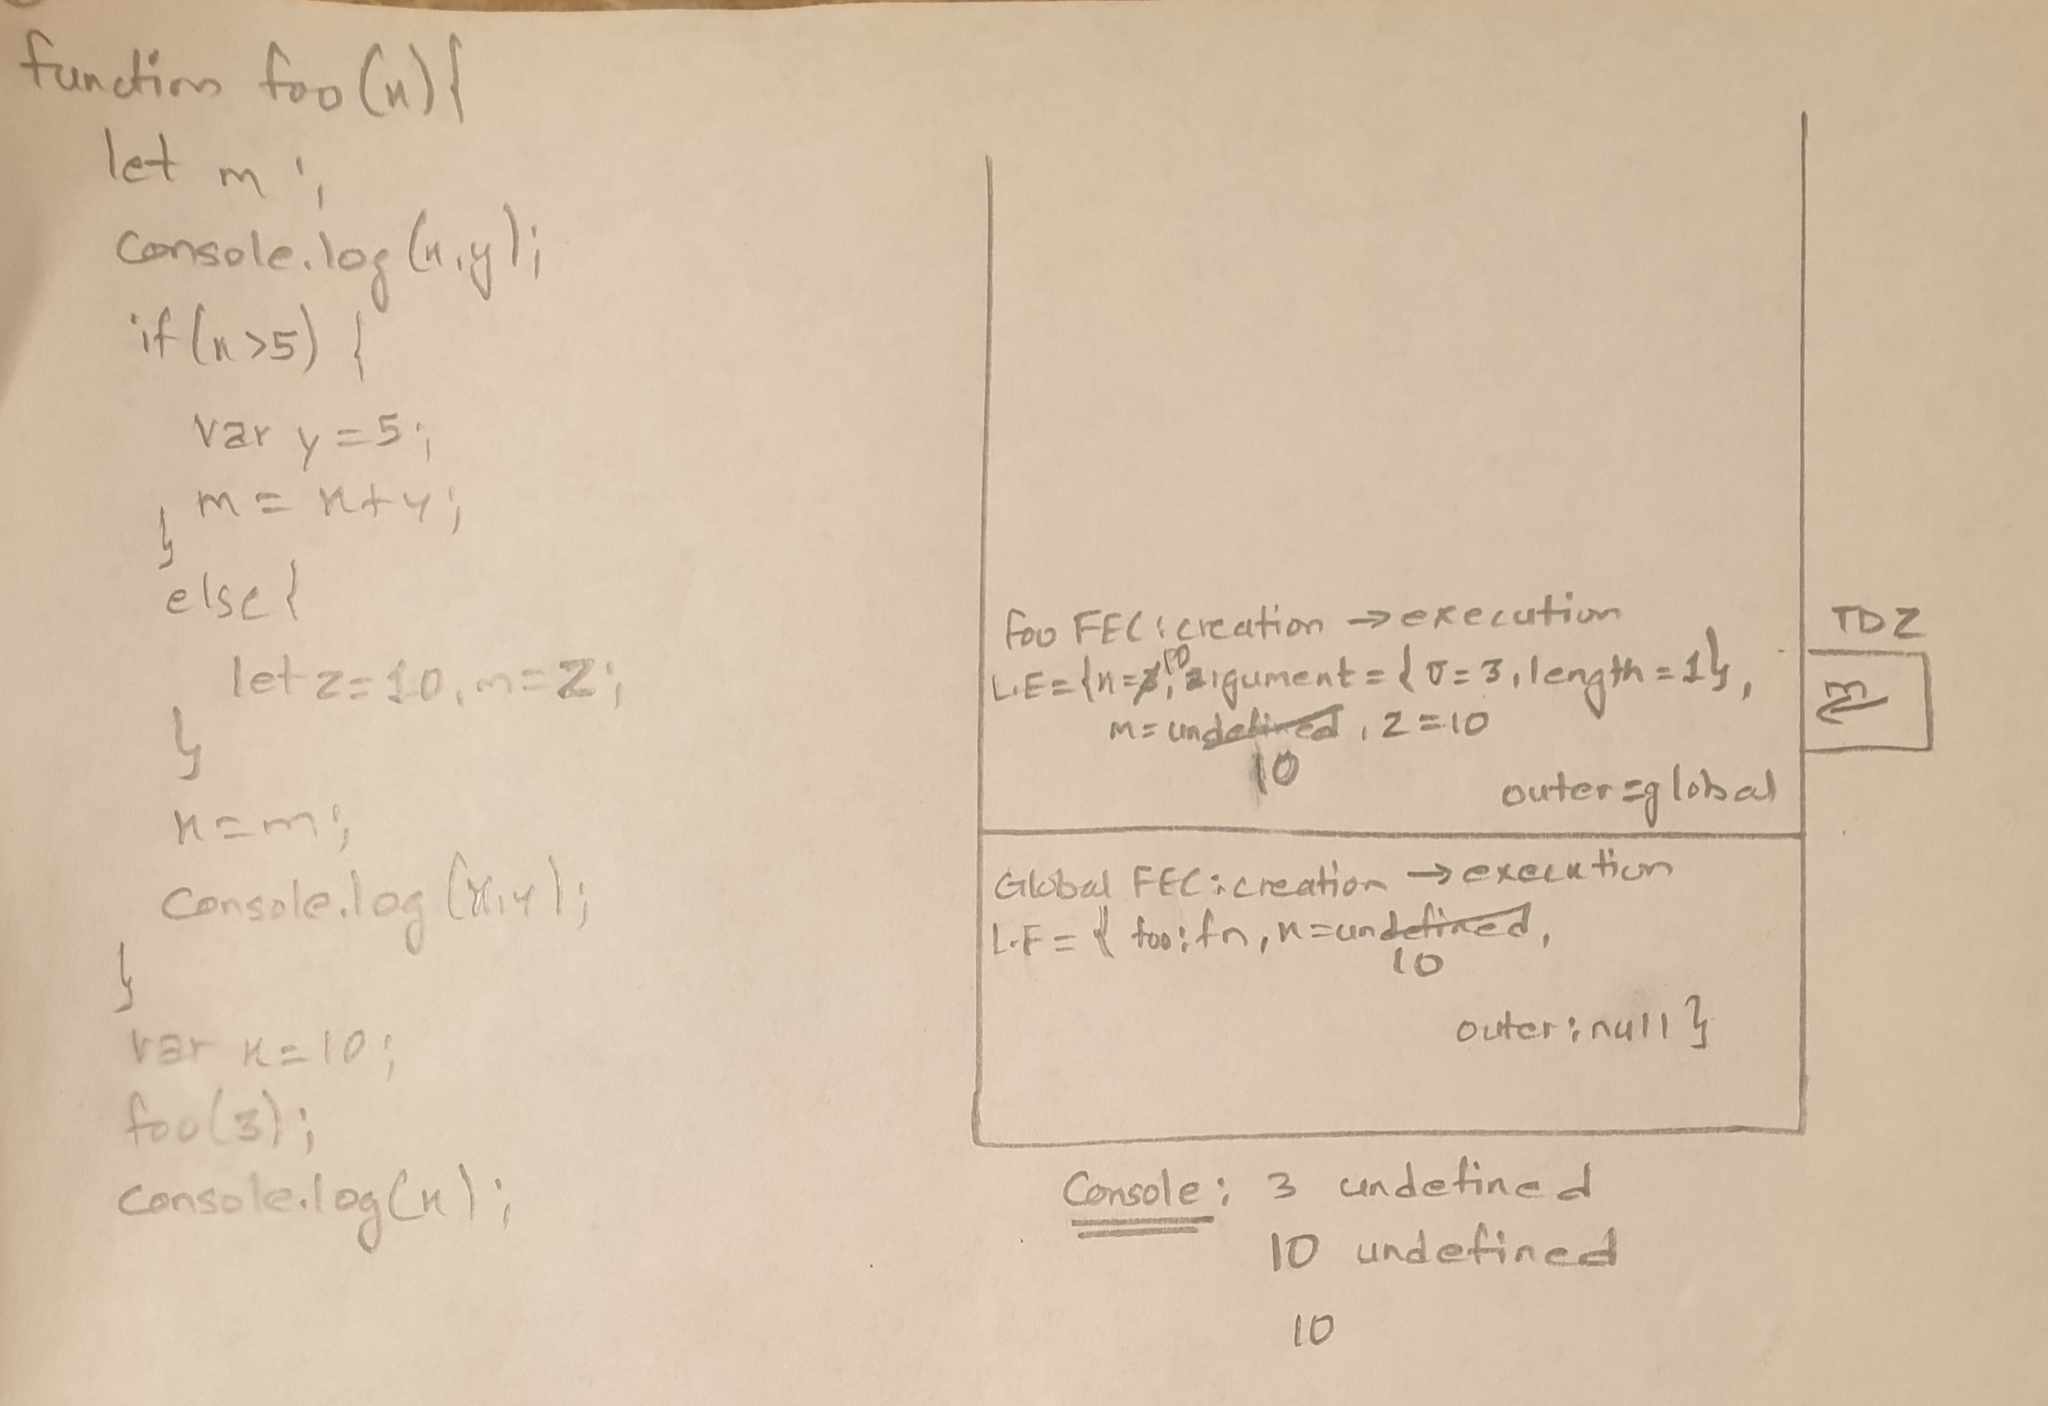 function foo(x){
let m;
console.log(x,y);
if(x>5) {
var y=5;
m=x+y;
}
else{
let z=10,m=z;
}
x=m;
console.log(x,y);
}
var x=10;
foo(3);
console.log(x);
foo FEC: creation → execution
L.E={x=3, 10 argument={0=3,length=1},
m=undefined, z=10
10
outer=global
TDZ
m
Global FEC: creation → execution
L.E={ foo:fn, x=undefined,
10
outer:null}
Console: 3 undefined
10 undefined
10